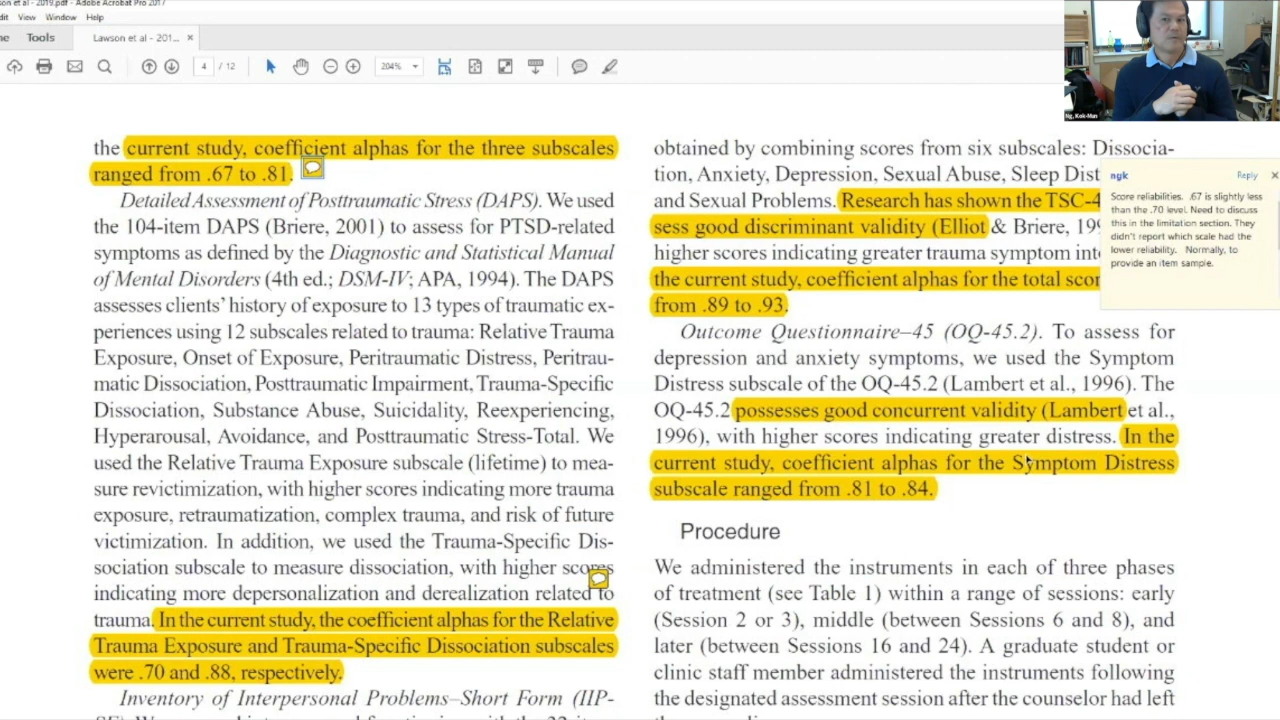 son et al - 2019.pdf - Adobe Acrobat Pro 2017
dit View Window Help
ne Tools Lawson et al - 201... ×
4 / 12 204%
Ng, Kok-Mun
the current study, coefficient alphas for the three subscales
ranged from .67 to .81.
Detailed Assessment of Posttraumatic Stress (DAPS). We used
the 104-item DAPS (Briere, 2001) to assess for PTSD-related
symptoms as defined by the Diagnostic and Statistical Manual
of Mental Disorders (4th ed.; DSM-IV; APA, 1994). The DAPS
assesses clients' history of exposure to 13 types of traumatic ex-
periences using 12 subscales related to trauma: Relative Trauma
Exposure, Onset of Exposure, Peritraumatic Distress, Peritrau-
matic Dissociation, Posttraumatic Impairment, Trauma-Specific
Dissociation, Substance Abuse, Suicidality, Reexperiencing,
Hyperarousal, Avoidance, and Posttraumatic Stress-Total. We
used the Relative Trauma Exposure subscale (lifetime) to mea-
sure revictimization, with higher scores indicating more trauma
exposure, retraumatization, complex trauma, and risk of future
victimization. In addition, we used the Trauma-Specific Dis-
sociation subscale to measure dissociation, with higher scores
indicating more depersonalization and derealization related to
trauma. In the current study, the coefficient alphas for the Relative
Trauma Exposure and Trauma-Specific Dissociation subscales
were .70 and .88, respectively.
Inventory of Interpersonal Problems–Short Form (IIP-
obtained by combining scores from six subscales: Dissocia-
tion, Anxiety, Depression, Sexual Abuse, Sleep Dist
and Sexual Problems. Research has shown the TSC-4
sess good discriminant validity (Elliot & Briere, 199
higher scores indicating greater trauma symptom inte
the current study, coefficient alphas for the total scor
from .89 to .93.
Outcome Questionnaire–45 (OQ-45.2). To assess for
depression and anxiety symptoms, we used the Symptom
Distress subscale of the OQ-45.2 (Lambert et al., 1996). The
OQ-45.2 possesses good concurrent validity (Lambert et al.,
1996), with higher scores indicating greater distress. In the
current study, coefficient alphas for the Symptom Distress
subscale ranged from .81 to .84.
Procedure
We administered the instruments in each of three phases
of treatment (see Table 1) within a range of sessions: early
(Session 2 or 3), middle (between Sessions 6 and 8), and
later (between Sessions 16 and 24). A graduate student or
clinic staff member administered the instruments following
the designated assessment session after the counselor had left
ngk Reply ×
Score reliabilities. .67 is slightly less
than the .70 level. Need to discuss
this in the limitation section. They
didn't report which scale had the
lower reliability. Normally, to
provide an item sample.